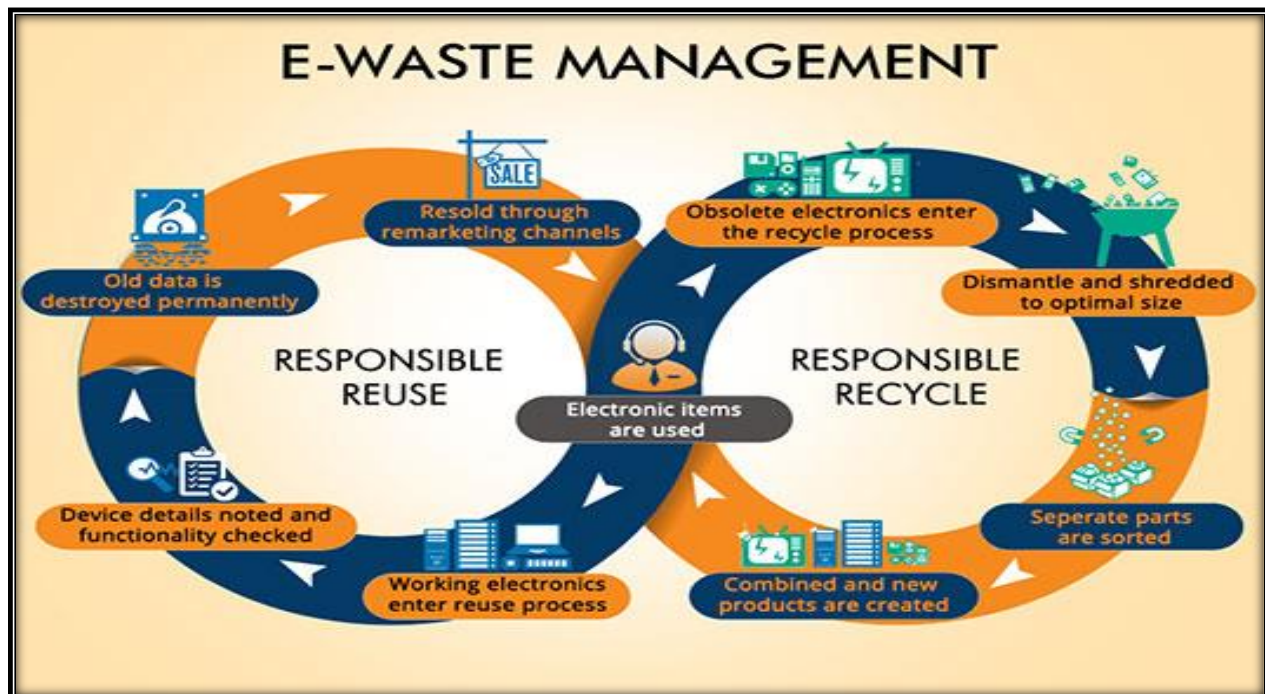 E-WASTE MANAGEMENT
SALE
Resold through
remarketing channels
Obsolete electronics enter
the recycle process
Old data is
destroyed permanently
Dismantle and shredded
to optimal size
RESPONSIBLE
REUSE
RESPONSIBLE
RECYCLE
Electronic items
are used
Device details noted and
functionality checked
Seperate parts
are sorted
Working electronics
enter reuse process
Combined and new
products are created